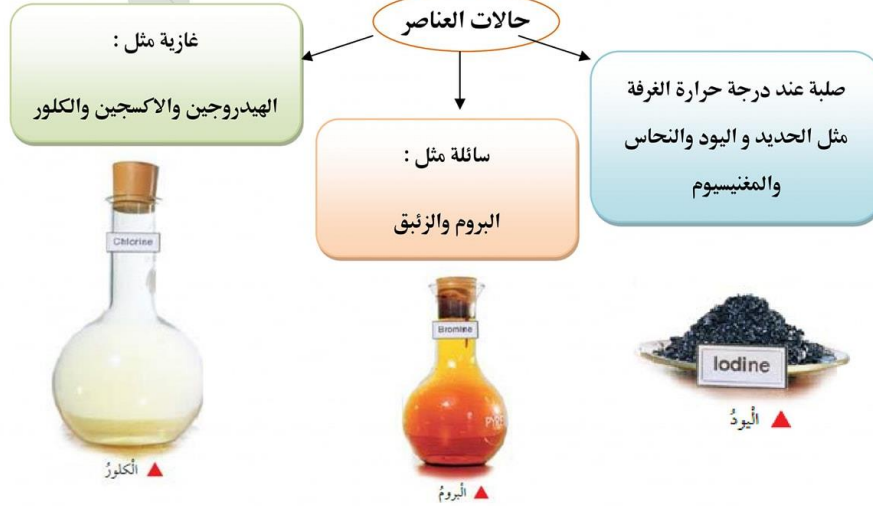 حالات العناصر
صلبة عند درجة حرارة الغرفة
مثل الحديد و اليود والنحاس
والمغنيسيوم
سائلة مثل :
البروم والزئبق
غازية مثل :
الهيدروجين والاكسجين والكلور
Iodine
الْيودُ
Bromine
الْبرومُ
Chlorine
الْكلورُ